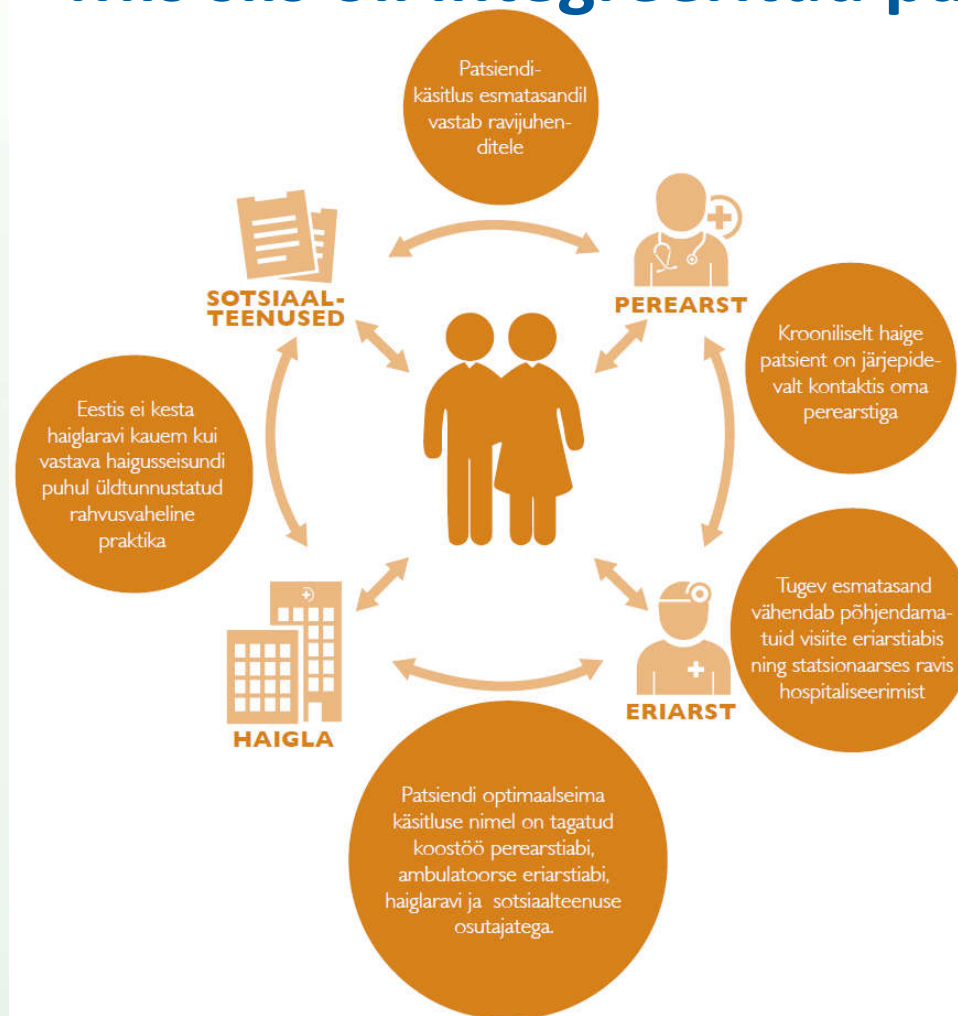 Patsiendi-
käsitlus esmatasandil
vastab ravijuhen-
ditele
SOTSIAAL-
TEENUSED
PEREARST
Krooniliselt haige
patsient on järjepide-
valt kontaktis oma
perearstiga
Eestis ei kesta
haiglaravi kauem kui
vastava haigusseisundi
puhul üldtunnustatud
rahvusvaheline
praktika
Tugev esmatasand
vähendab põhjendama-
tuid visiite eriarstiabis
ning statsionaarses ravis
hospitaliseerimist
HAIGLA
ERIARST
Patsiendi optimaalseima
käsitluse nimel on tagatud
koostöö perearstiabi,
ambulatoorse eriarstiabi,
haiglaravi ja sotsiaalteenuse
osutajatega.